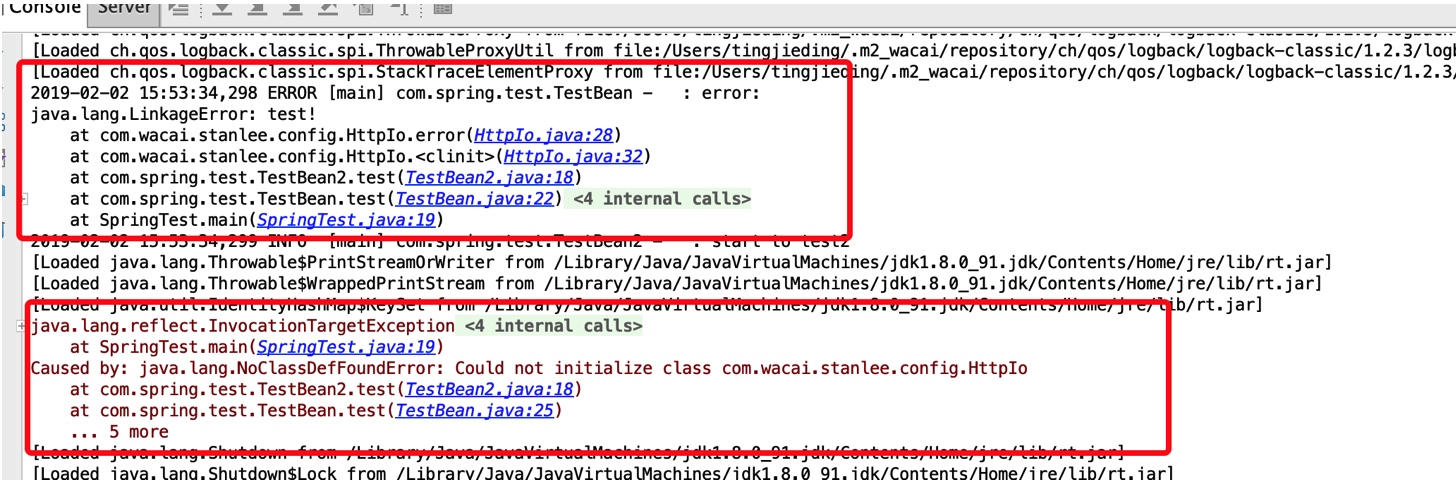 Console Server
[Loaded ch.qos.logback.classic.spi.ThrowableProxyUtil from file:/Users/tingjieding/.m2_wacai/repository/ch/qos/logback/logback-classic/1.2.3/logb
[Loaded ch.qos.logback.classic.spi.StackTraceElementProxy from file:/Users/tingjieding/.m2_wacai/repository/ch/qos/logback/logback-classic/1.2.3/
2019-02-02 15:53:34,298 ERROR [main] com.spring.test.TestBean -   : error:
java.lang.LinkageError: test!
at com.wacai.stanlee.config.HttpIo.error(HttpIo.java:28)
at com.wacai.stanlee.config.HttpIo.<clinit>(HttpIo.java:32)
at com.spring.test.TestBean2.test(TestBean2.java:18)
at com.spring.test.TestBean.test(TestBean.java:22) <4 internal calls>
at SpringTest.main(SpringTest.java:19)
2019-02-02 15:53:34,299 INFO  [main] com.spring.test.TestBean2 -   : start to test2
[Loaded java.lang.Throwable$PrintStreamOrWriter from /Library/Java/JavaVirtualMachines/jdk1.8.0_91.jdk/Contents/Home/jre/lib/rt.jar]
[Loaded java.lang.Throwable$WrappedPrintStream from /Library/Java/JavaVirtualMachines/jdk1.8.0_91.jdk/Contents/Home/jre/lib/rt.jar]
[Loaded java.util.IdentityHashMap$KeySet from /Library/Java/JavaVirtualMachines/jdk1.8.0_91.jdk/Contents/Home/jre/lib/rt.jar]
java.lang.reflect.InvocationTargetException <4 internal calls>
at SpringTest.main(SpringTest.java:19)
Caused by: java.lang.NoClassDefFoundError: Could not initialize class com.wacai.stanlee.config.HttpIo
at com.spring.test.TestBean2.test(TestBean2.java:18)
at com.spring.test.TestBean.test(TestBean.java:25)
... 5 more
[Loaded java.lang.Shutdown from /Library/Java/JavaVirtualMachines/jdk1.8.0_91.jdk/Contents/Home/jre/lib/rt.jar]
[Loaded java.lang.Shutdown$Lock from /Library/Java/JavaVirtualMachines/jdk1.8.0_91.jdk/Contents/Home/jre/lib/rt.jar]